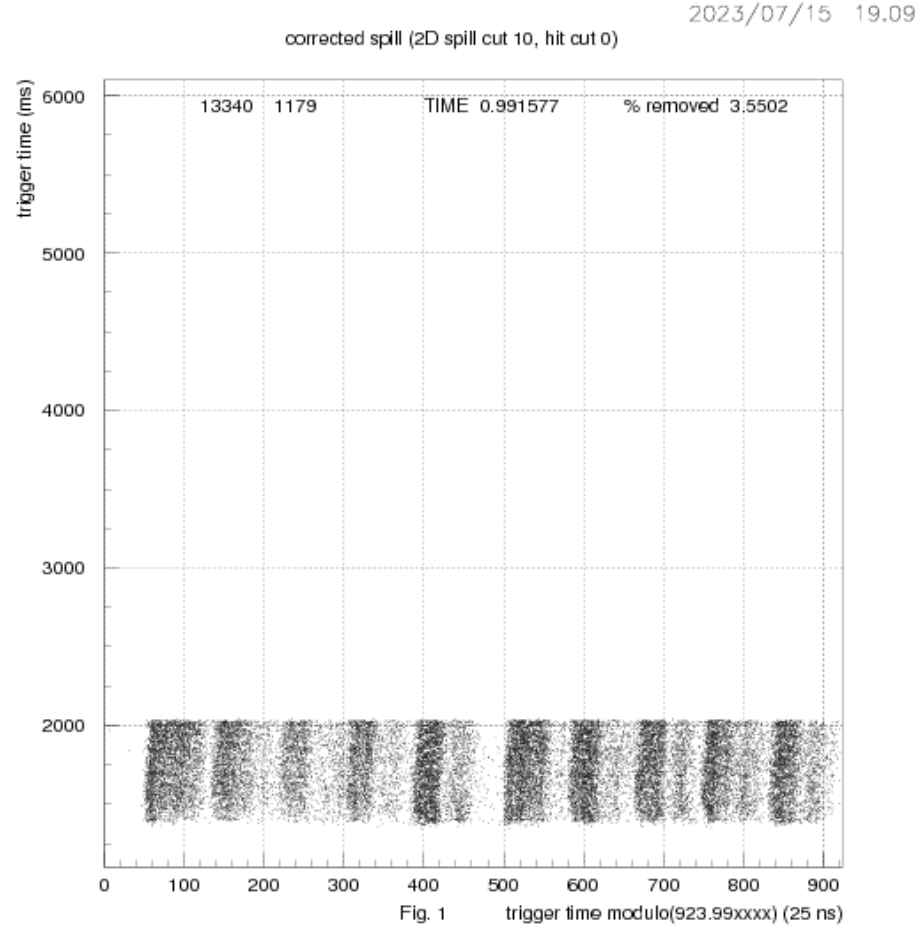 2023/07/15 19.09
corrected spill (2D spill cut 10, hit cut 0)
trigger time (ms)
13340 1179 TIME 0.991577 % removed 3.5502
6000
5000
4000
3000
2000
0 100 200 300 400 500 600 700 800 900
Fig. 1 trigger time modulo(923.99xxxx) (25 ns)